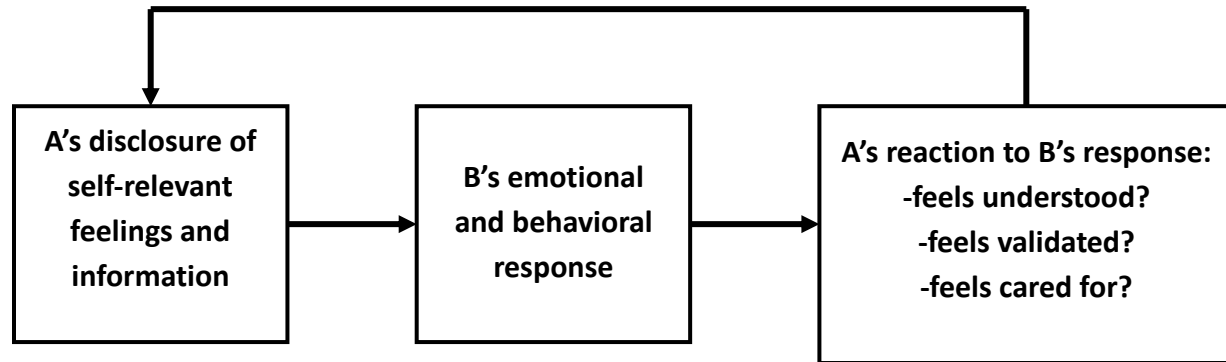 A’s disclosure of
self-relevant
feelings and
information
B’s emotional
and behavioral
response
A’s reaction to B’s response:
-feels understood?
-feels validated?
-feels cared for?